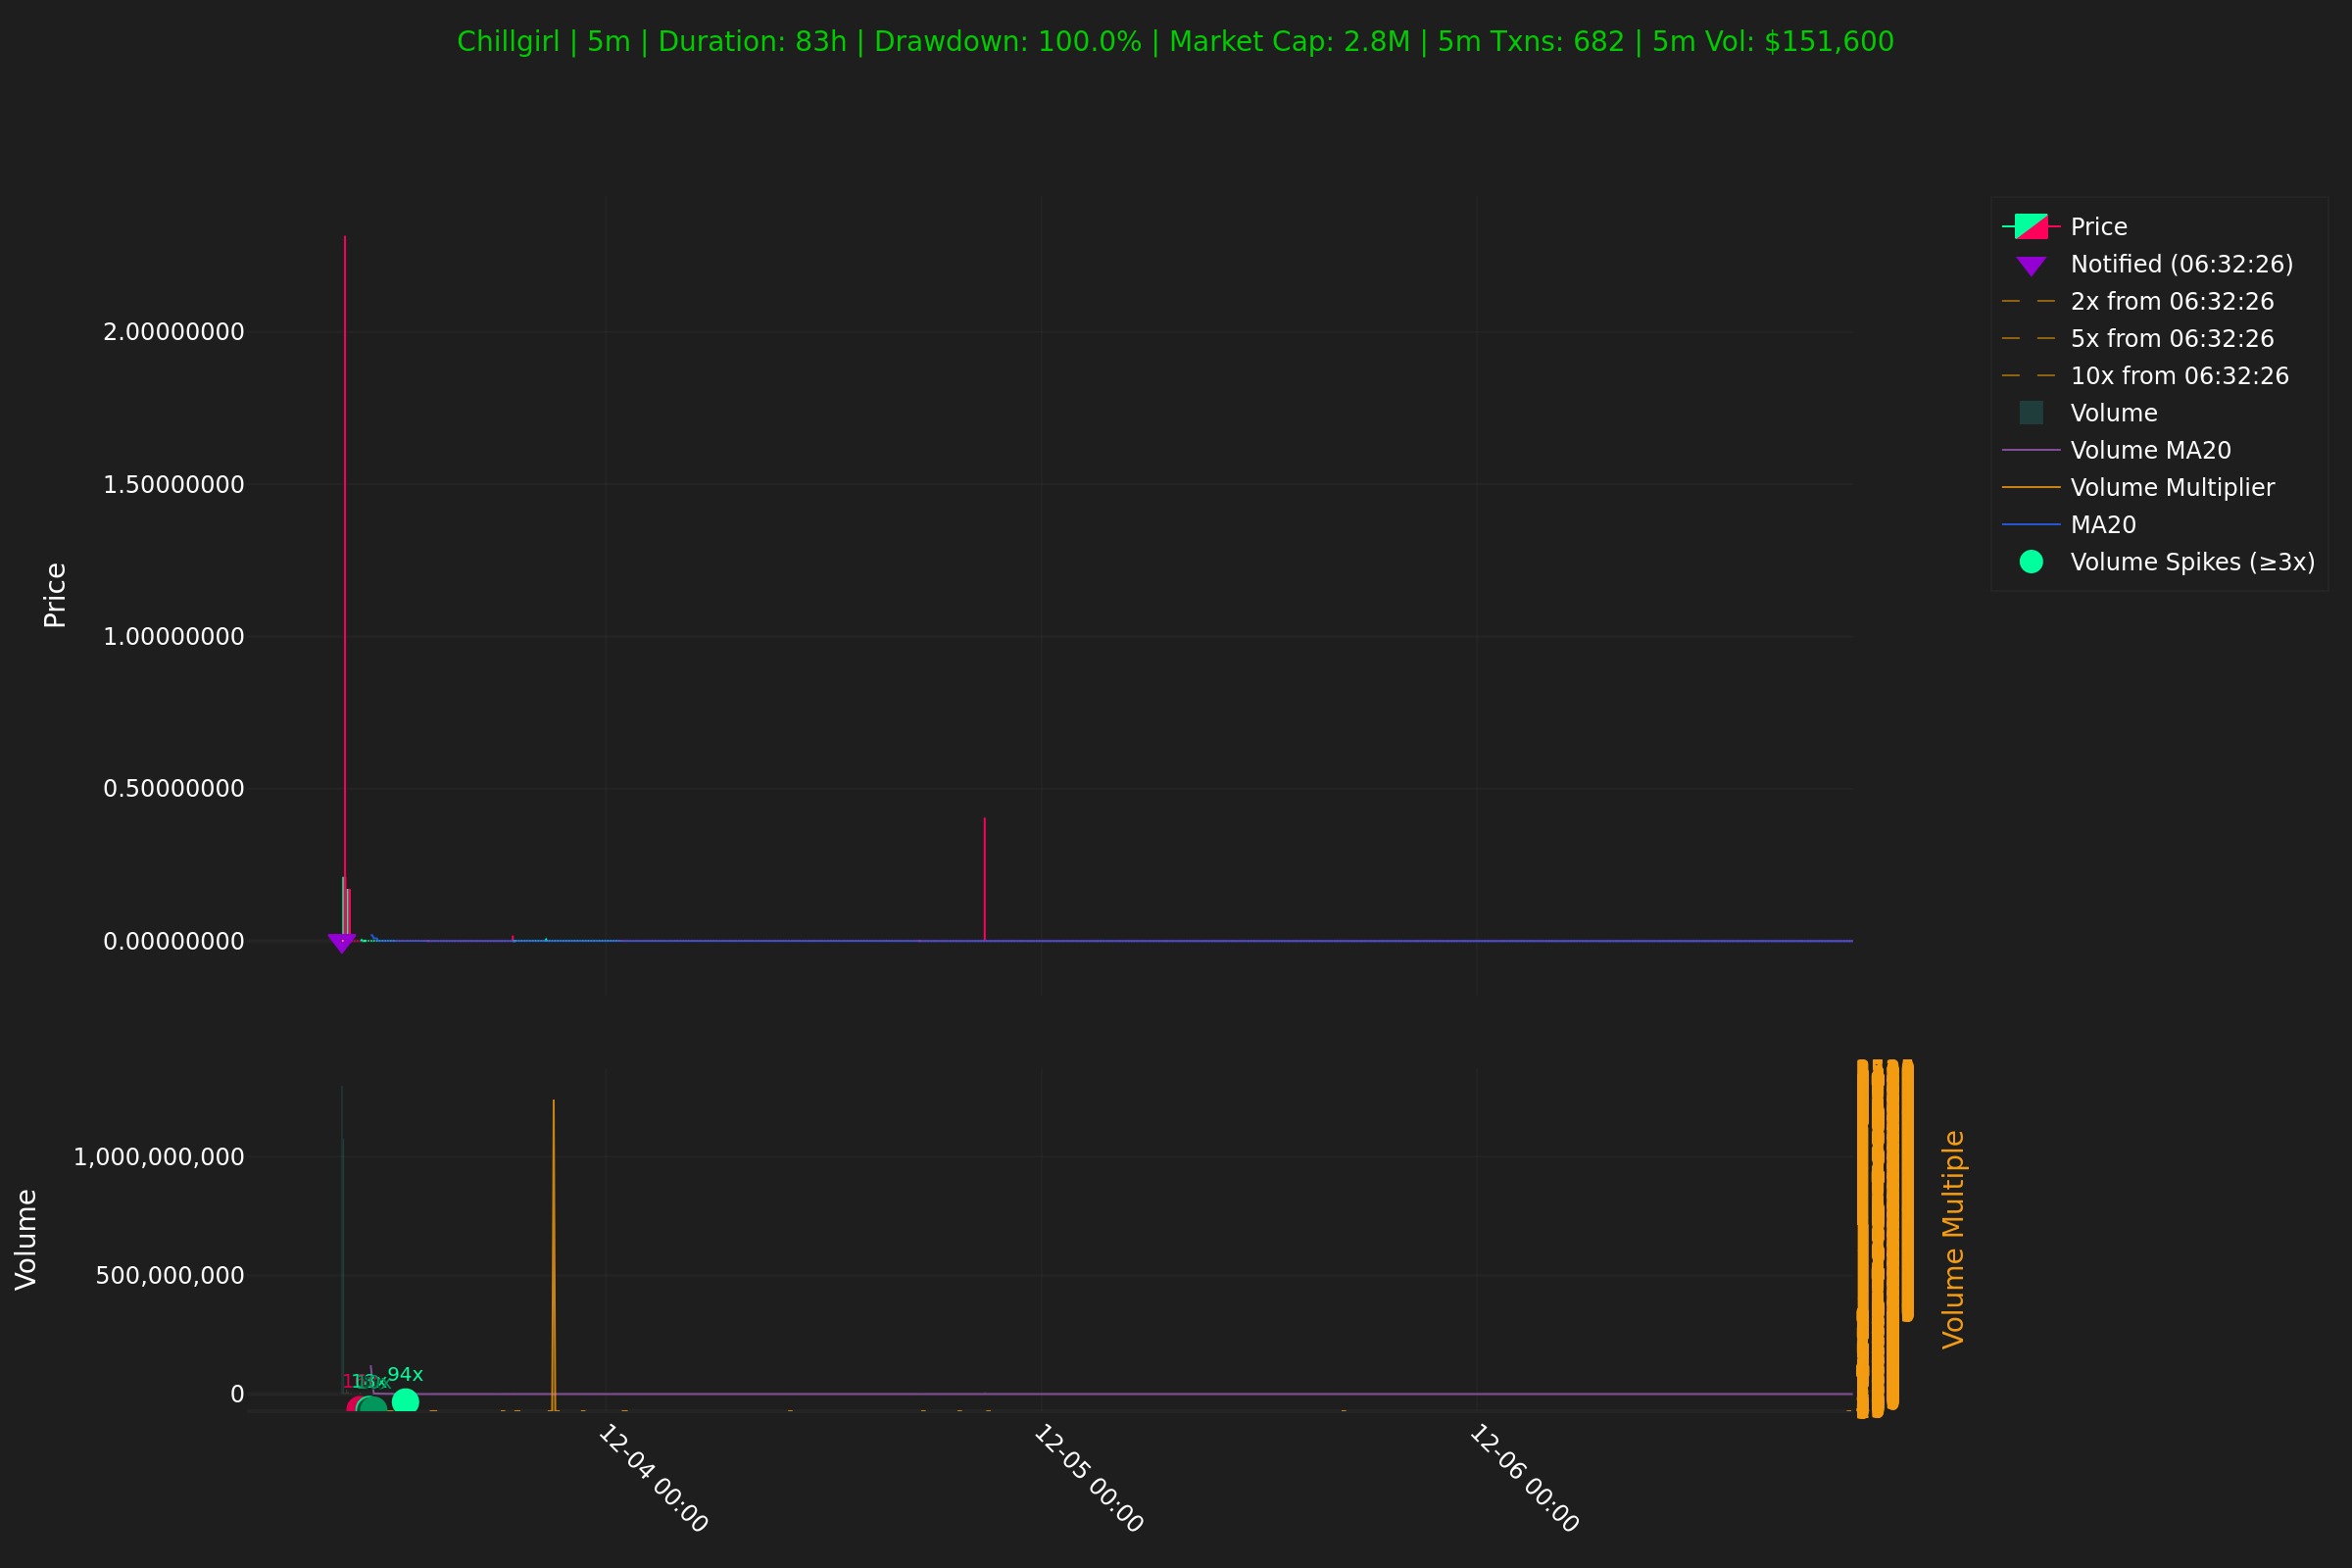 Chillgirl | 5m | Duration: 83h | Drawdown: 100.0% | Market Cap: 2.8M | 5m Txns: 682 | 5m Vol: $151,600
Price
2.00000000
1.50000000
1.00000000
0.50000000
0.00000000
Price
Notified (06:32:26)
2x from 06:32:26
5x from 06:32:26
10x from 06:32:26
Volume
Volume MA20
Volume Multiplier
MA20
Volume Spikes (≥3x)
Volume
1,000,000,000
500,000,000
0
94x
Volume Multiple
12-04 00:00
12-05 00:00
12-06 00:00